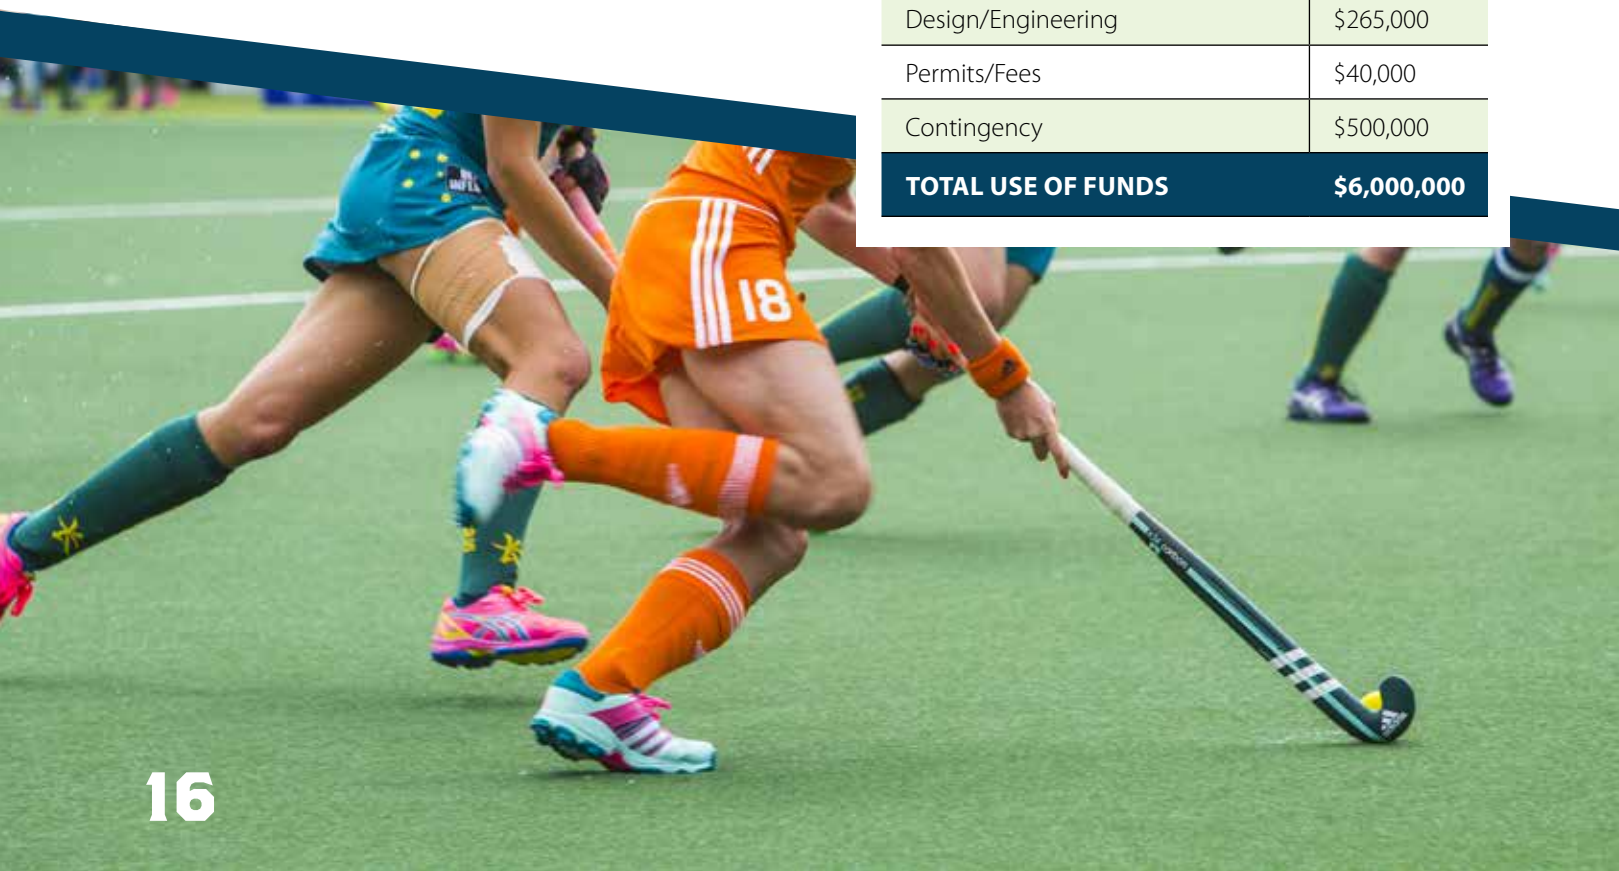 Design/Engineering $265,000
Permits/Fees $40,000
Contingency $500,000
TOTAL USE OF FUNDS $6,000,000
18
16